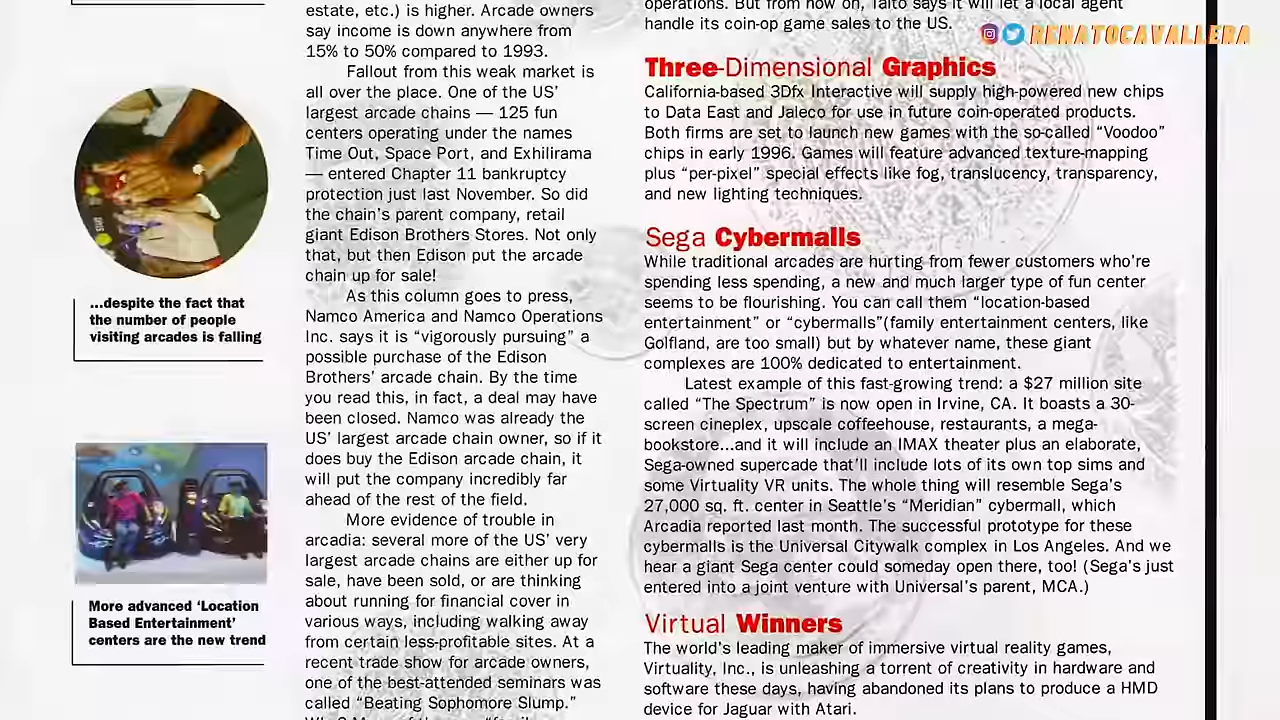 estate, etc.) is higher. Arcade owners
say income is down anywhere from
15% to 50% compared to 1993.
Fallout from this weak market is
all over the place. One of the US’
largest arcade chains — 125 fun
centers operating under the names
Time Out, Space Port, and Exhilirama
— entered Chapter 11 bankruptcy
protection just last November. So did
the chain’s parent company, retail
giant Edison Brothers Stores. Not only
that, but then Edison put the arcade
chain up for sale!
As this column goes to press,
Namco America and Namco Operations
Inc. says it is “vigorously pursuing” a
possible purchase of the Edison
Brothers’ arcade chain. By the time
you read this, in fact, a deal may have
been closed. Namco was already the
US’ largest arcade chain owner, so if it
does buy the Edison arcade chain, it
will put the company incredibly far
ahead of the rest of the field.
More evidence of trouble in
arcadia: several more of the US’ very
largest arcade chains are either up for
sale, have been sold, or are thinking
about running for financial cover in
various ways, including walking away
from certain less-profitable sites. At a
recent trade show for arcade owners,
one of the best-attended seminars was
called “Beating Sophomore Slump.”
...despite the fact that
the number of people
visiting arcades is falling
More advanced ‘Location
Based Entertainment’
centers are the new trend
operations. But from now on, Taito says it will let a local agent
handle its coin-op game sales to the US.
RENATOCAVALLERA
Three-Dimensional Graphics
California-based 3Dfx Interactive will supply high-powered new chips
to Data East and Jaleco for use in future coin-operated products.
Both firms are set to launch new games with the so-called “Voodoo”
chips in early 1996. Games will feature advanced texture-mapping
plus “per-pixel” special effects like fog, translucency, transparency,
and new lighting techniques.
Sega Cybermalls
While traditional arcades are hurting from fewer customers who’re
spending less spending, a new and much larger type of fun center
seems to be flourishing. You can call them “location-based
entertainment” or “cybermalls”(family entertainment centers, like
Golfland, are too small) but by whatever name, these giant
complexes are 100% dedicated to entertainment.
Latest example of this fast-growing trend: a $27 million site
called “The Spectrum” is now open in Irvine, CA. It boasts a 30-
screen cineplex, upscale coffeehouse, restaurants, a mega-
bookstore...and it will include an IMAX theater plus an elaborate,
Sega-owned supercade that’ll include lots of its own top sims and
some Virtuality VR units. The whole thing will resemble Sega’s
27,000 sq. ft. center in Seattle’s “Meridian” cybermall, which
Arcadia reported last month. The successful prototype for these
cybermalls is the Universal Citywalk complex in Los Angeles. And we
hear a giant Sega center could someday open there, too! (Sega’s just
entered into a joint venture with Universal’s parent, MCA.)
Virtual Winners
The world’s leading maker of immersive virtual reality games,
Virtuality, Inc., is unleashing a torrent of creativity in hardware and
software these days, having abandoned its plans to produce a HMD
device for Jaguar with Atari.